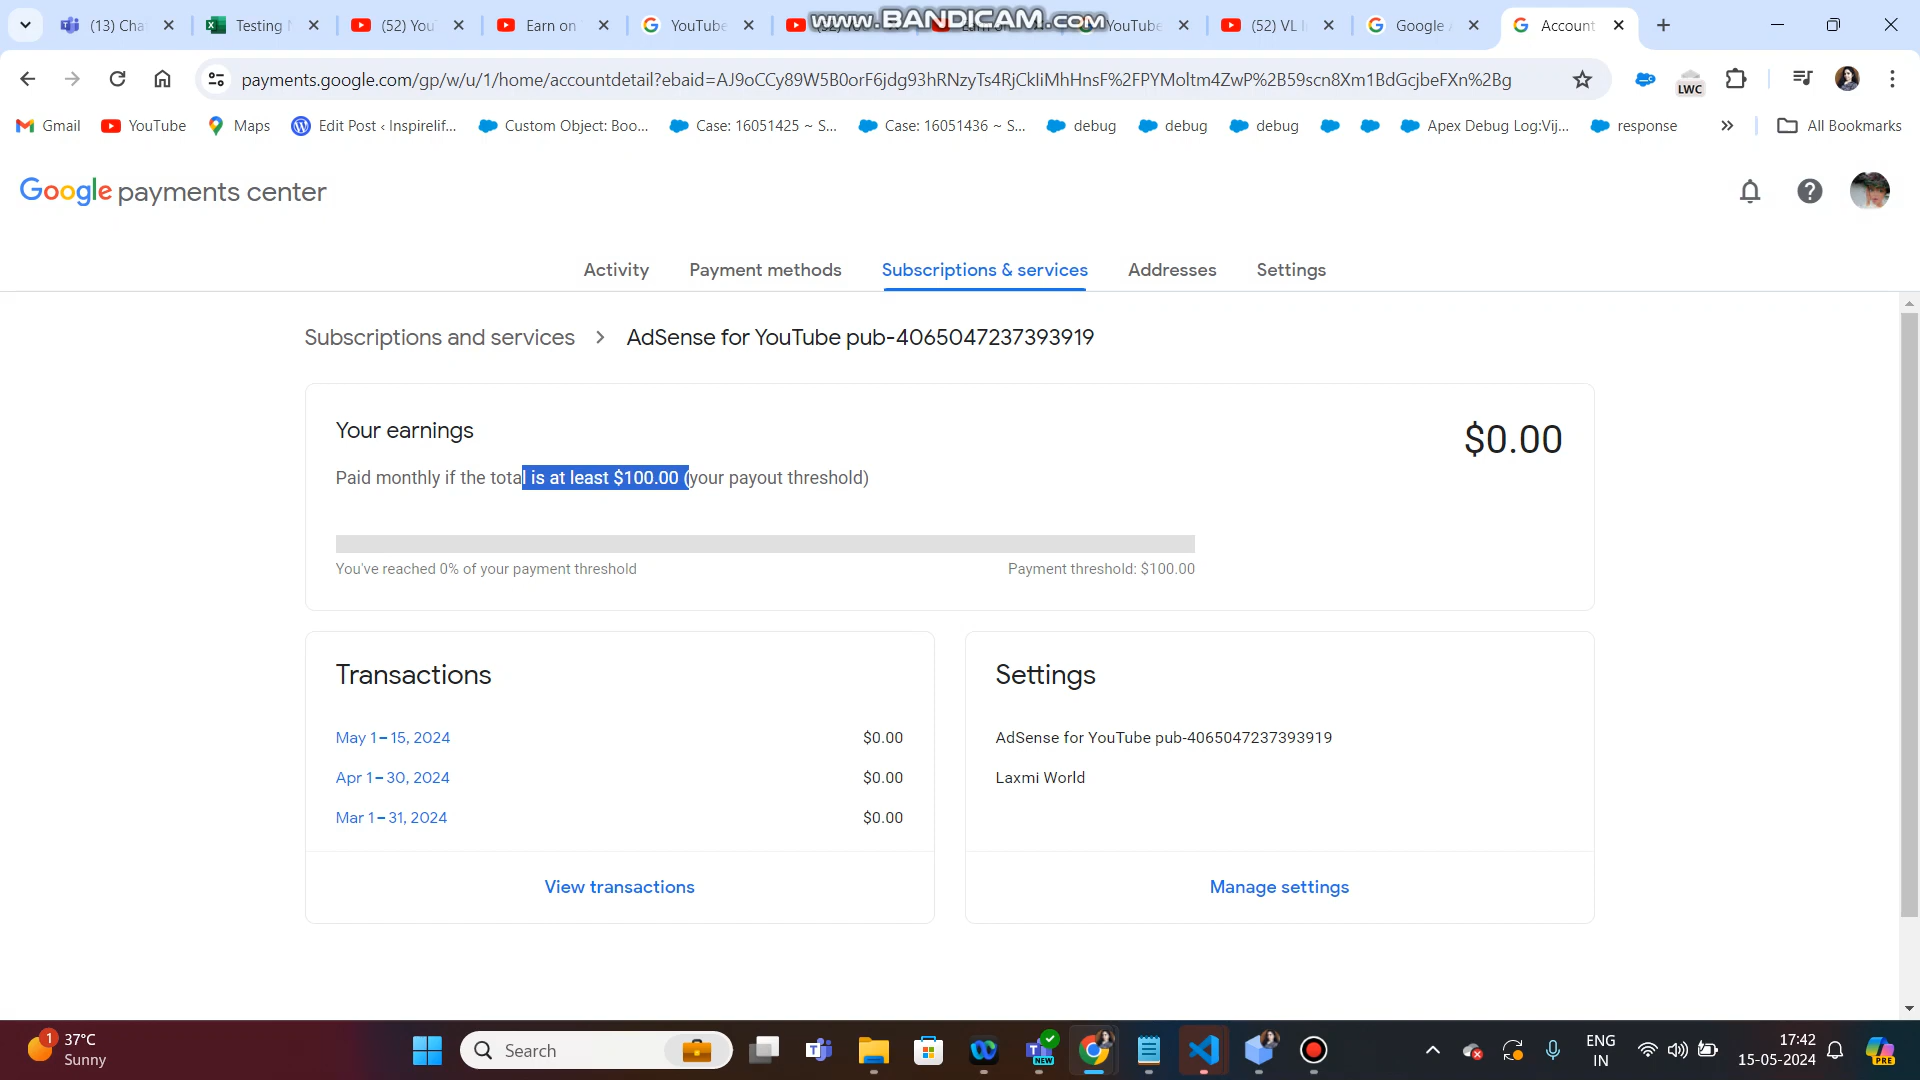 (13) Cha
Testing
(52) You
Earn on
YouTube
www.BANDICAM.com
YouTube
(52) VL I
Google
Account
payments.google.com/gp/w/u/1/home/accountdetail?ebaid=AJ9oCCy89W5B0orF6jdg93hRNzyTs4RjCkIiMhHnsF%2FPYMoltm4ZwP%2B59scn8Xm1BdGcjbeFXn%2Bg
LWC
Gmail
YouTube
Maps
Edit Post ‹ Inspirelif...
Custom Object: Boo...
Case: 16051425 ~ S...
Case: 16051436 ~ S...
debug
debug
debug
Apex Debug Log:Vij...
response
All Bookmarks
Google payments center
Activity
Payment methods
Subscriptions & services
Addresses
Settings
Subscriptions and services > AdSense for YouTube pub-4065047237393919
Your earnings
$0.00
Paid monthly if the total is at least $100.00 (your payout threshold)
You've reached 0% of your payment threshold
Payment threshold: $100.00
Transactions
May 1–15, 2024 $0.00
Apr 1–30, 2024 $0.00
Mar 1–31, 2024 $0.00
View transactions
Settings
AdSense for YouTube pub-4065047237393919
Laxmi World
Manage settings
1
37°C
Sunny
Search
NEW
ENG
IN
17:42
15-05-2024
PRE